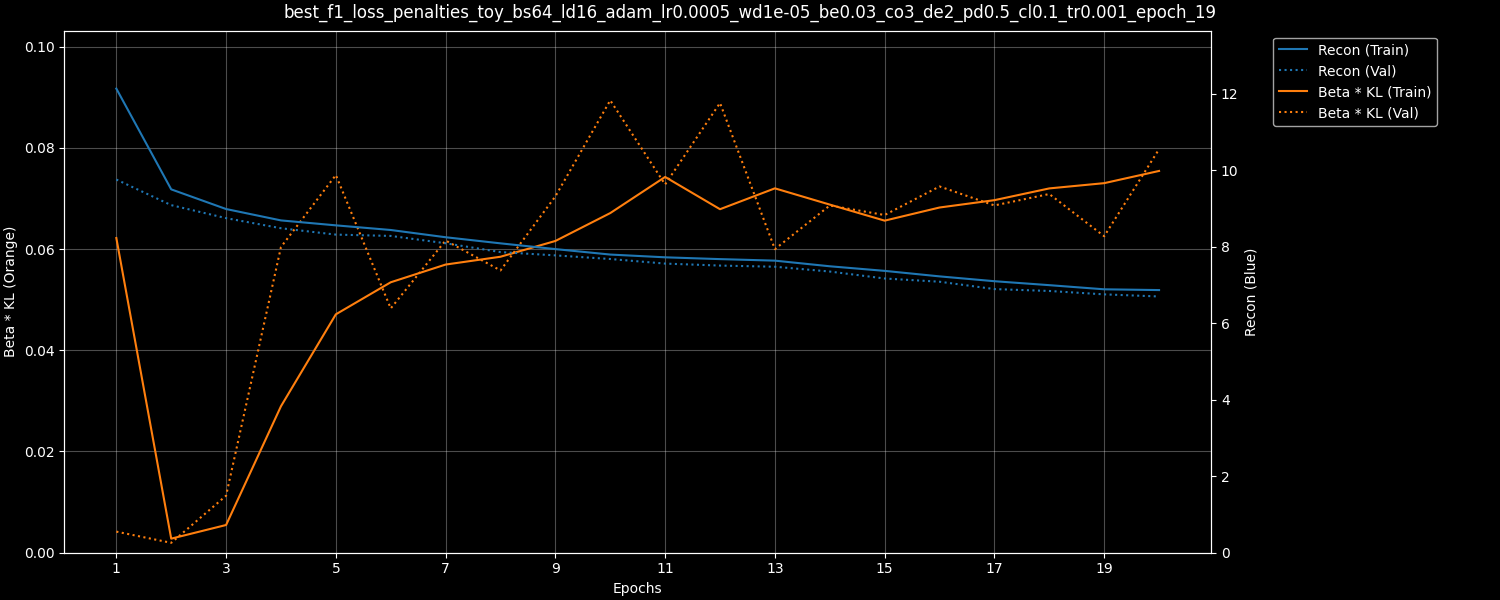 best_f1_loss_penalties_toy_bs64_ld16_adam_lr0.0005_wd1e-05_be0.03_co3_de2_pd0.5_cl0.1_tr0.001_epoch_19
0.10
0.08
0.06
0.04
0.02
0.00
Beta * KL (Orange)
1 3 5 7 9 11 13 15 17 19
Epochs
12
10
8
6
4
2
0
Recon (Blue)
Recon (Train)
Recon (Val)
Beta * KL (Train)
Beta * KL (Val)